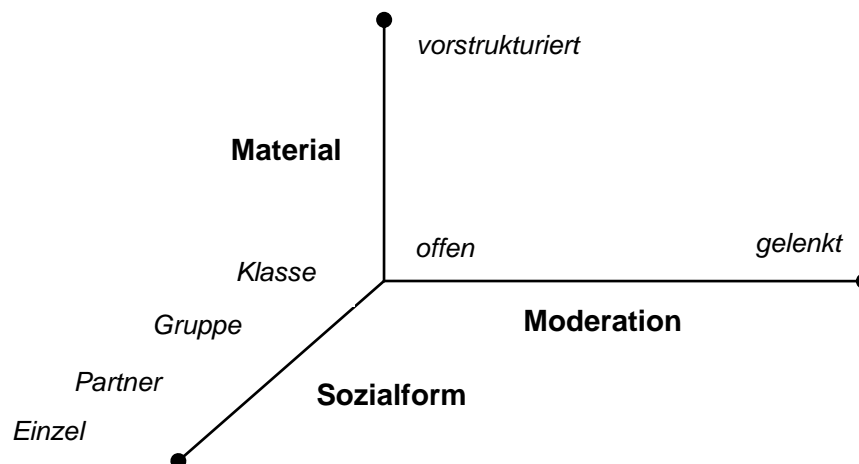 vorstrukturiert
Material
offen
gelenkt
Klasse
Moderation
Gruppe
Partner
Sozialform
Einzel